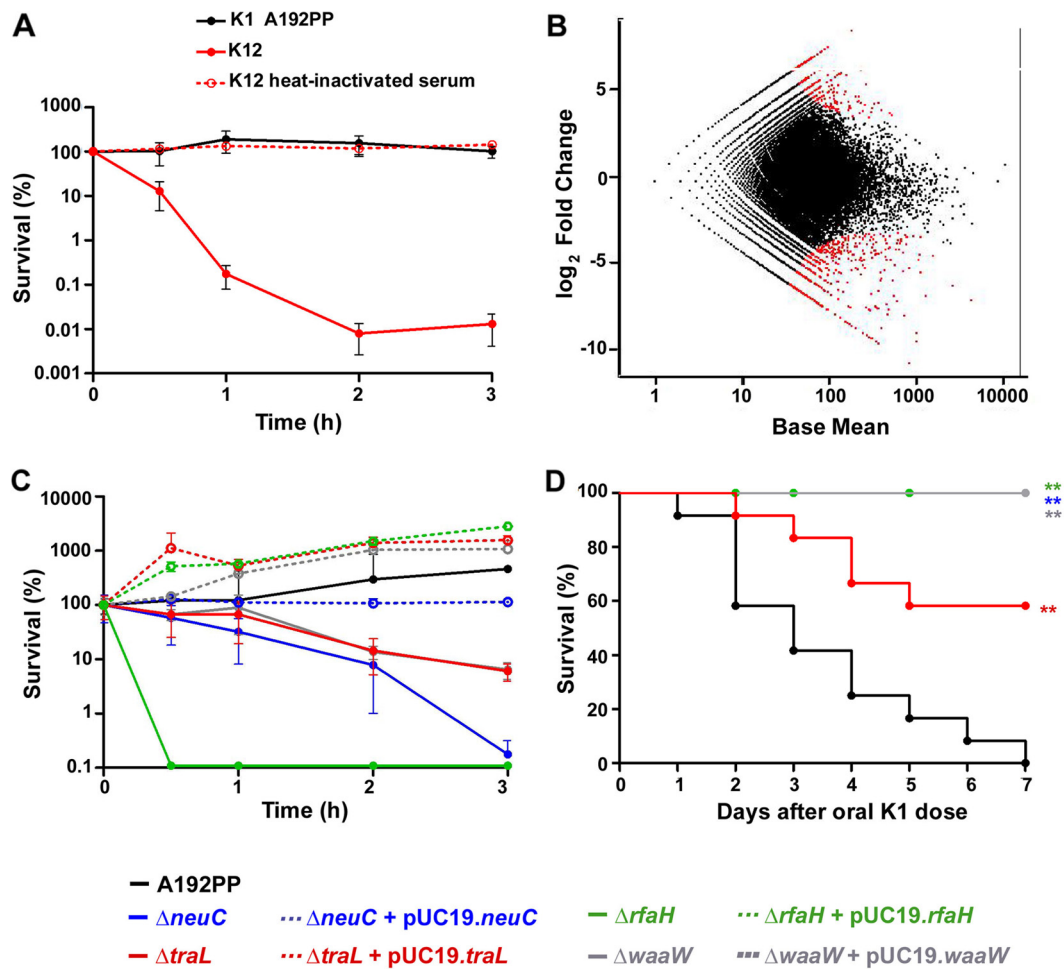 A
K1 A192PP
K12
K12 heat-inactivated serum
1000
100
10
1
0.1
0.01
0.001
Survival (%)
0 1 2 3
Time (h)
B
5
0
-5
-10
log2 Fold Change
1 10 100 1000 10000
Base Mean
C
10000
1000
100
10
1
0.1
Survival (%)
0 1 2 3
Time (h)
D
100
80
60
40
20
0
Survival (%)
**
**
**
**
0 1 2 3 4 5 6 7
Days after oral K1 dose
A192PP
ΔneuC ΔneuC + pUC19.neuC ΔrfaH ΔrfaH + pUC19.rfaH
ΔtraL ΔtraL + pUC19.traL ΔwaaW ΔwaaW + pUC19.waaW